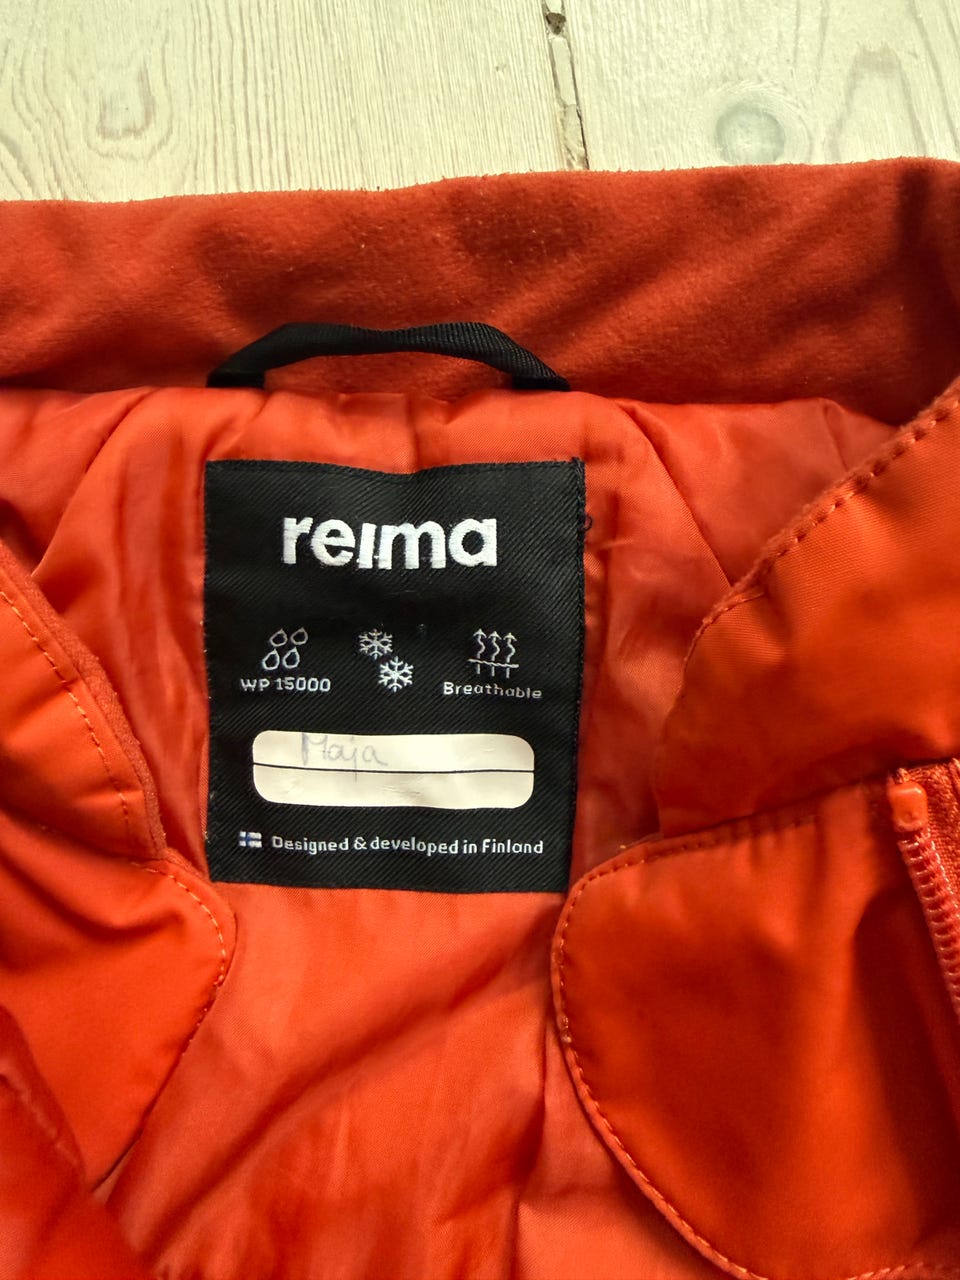 reima
WP 15000 Breathable
Maja
Designed & developed in Finland